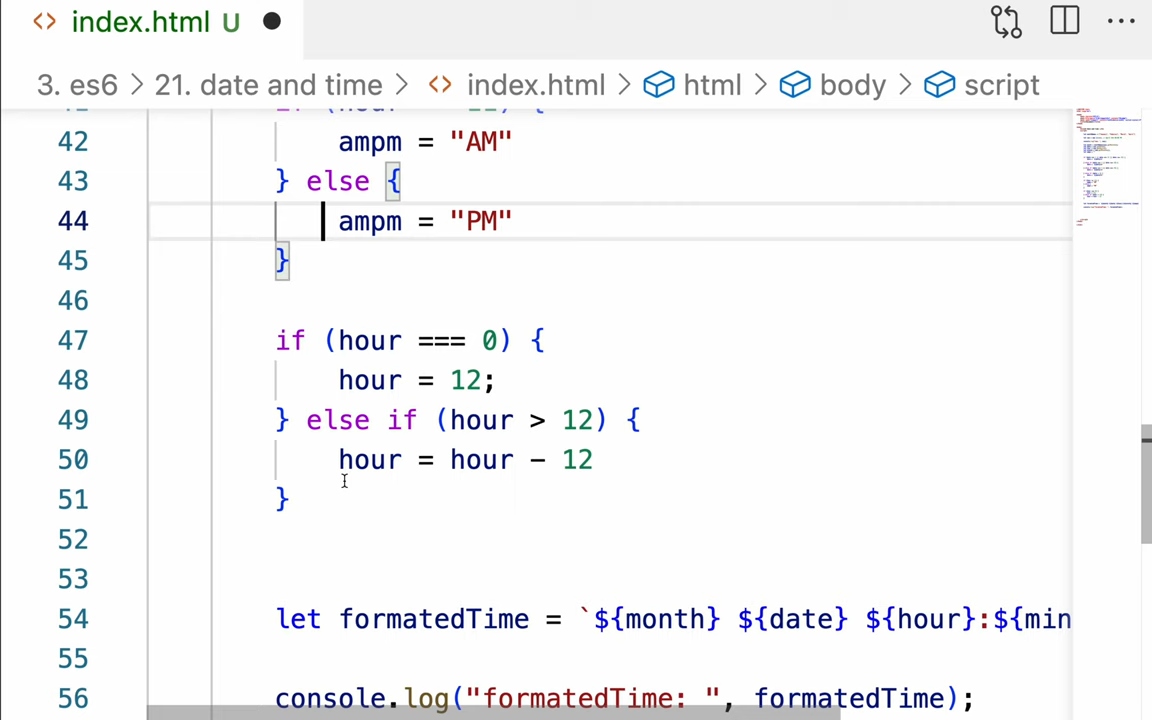 index.html U
3. es6 > 21. date and time > index.html > html > body > script
42 ampm = "AM"
43 } else {
44 ampm = "PM"
45 }
46
47 if (hour === 0) {
48 hour = 12;
49 } else if (hour > 12) {
50 hour = hour - 12
51 }
52
53
54 let formatedTime = `${month} ${date} ${hour}:${min
55
56 console.log("formatedTime: ", formatedTime);